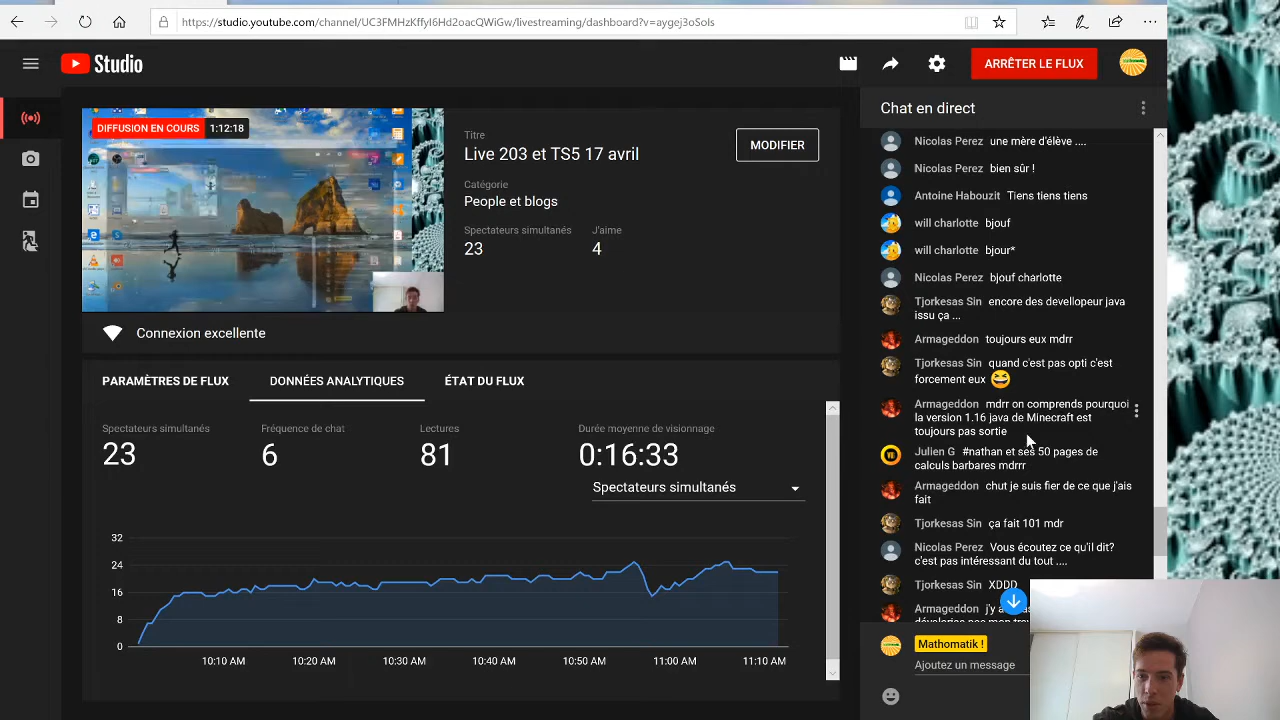 https://studio.youtube.com/channel/UC3FMHzKffyI6Hd2oacQWiGw/livestreaming/dashboard?v=aygej3oSoIs
Studio
ARRÊTER LE FLUX
DIFFUSION EN COURS 1:12:18
Titre
Live 203 et TS5 17 avril
MODIFIER
Catégorie
People et blogs
Spectateurs simultanés J'aime
23 4
Connexion excellente
PARAMÈTRES DE FLUX DONNÉES ANALYTIQUES ÉTAT DU FLUX
Spectateurs simultanés Fréquence de chat Lectures Durée moyenne de visionnage
23 6 81 0:16:33
Spectateurs simultanés
32
24
16
8
0
10:10 AM 10:20 AM 10:30 AM 10:40 AM 10:50 AM 11:00 AM 11:10 AM
Chat en direct
Nicolas Perez une mère d'élève ....
Nicolas Perez bien sûr !
Antoine Habouzit Tiens tiens tiens
will charlotte bjouf
will charlotte bjour*
Nicolas Perez bjouf charlotte
Tjorkesas Sin encore des devellopeur java
issu ça ...
Armageddon toujours eux mdrr
Tjorkesas Sin quand c'est pas opti c'est
forcement eux 😆
Armageddon mdrr on comprends pourquoi
la version 1.16 java de Minecraft est
toujours pas sortie
Julien G #nathan et ses 50 pages de
calculs barbares mdrrr
Armageddon chut je suis fier de ce que j'ais
fait
Tjorkesas Sin ça fait 101 mdr
Nicolas Perez Vous écoutez ce qu'il dit?
c'est pas intéressant du tout ....
Tjorkesas Sin XDDD
Armageddon j'y
Mathomatik !
Ajoutez un message